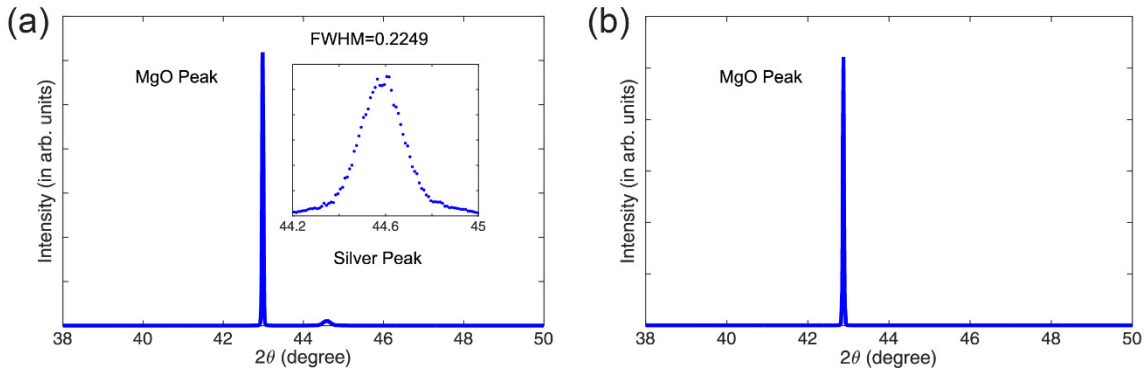 (a)
FWHM=0.2249
MgO Peak
44.2 44.6 45
Silver Peak
Intensity (in arb. units)
38 40 42 44 46 48 50
2θ (degree)
(b)
MgO Peak
Intensity (in arb. units)
38 40 42 44 46 48 50
2θ (degree)